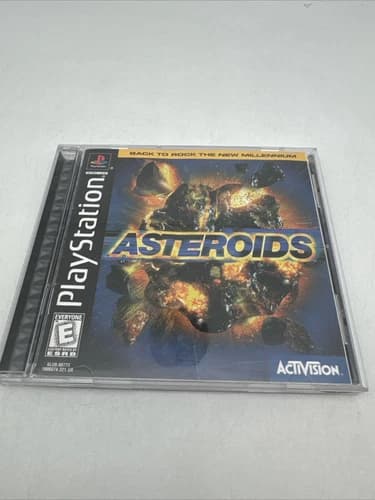 BACK TO ROCK THE NEW MILLENNIUM
PlayStation
ASTEROIDS
EVERYONE
E
ESRB
ACTIVISION